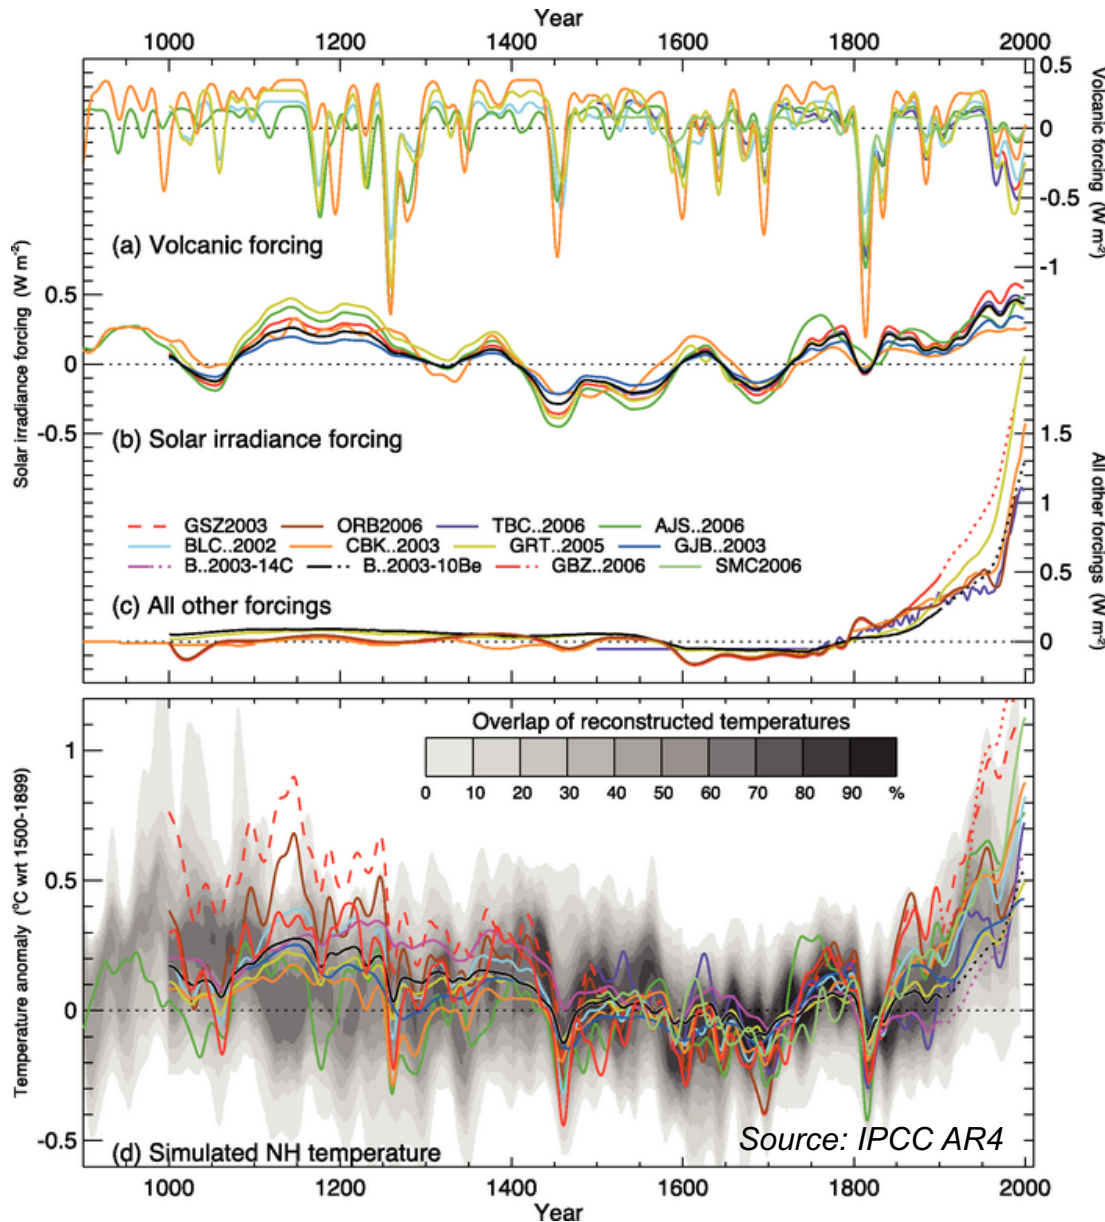 Year
1000 1200 1400 1600 1800 2000
0.5
0
-0.5
-1
Volcanic forcing (W m-2)
(a) Volcanic forcing
Solar irradiance forcing (W m-2)
0.5
0
-0.5
(b) Solar irradiance forcing
1.5
1
0.5
0
All other forcings (W m-2)
GSZ2003 ORB2006 TBC..2006 AJS..2006
BLC..2002 CBK..2003 GRT..2005 GJB..2003
B..2003-14C B..2003-10Be GBZ..2006 SMC2006
(c) All other forcings
Overlap of reconstructed temperatures
0 10 20 30 40 50 60 70 80 90 %
Temperature anomaly (°C wrt 1500-1899)
1
0.5
0
-0.5
Source: IPCC AR4
(d) Simulated NH temperature
1000 1200 1400 1600 1800 2000
Year